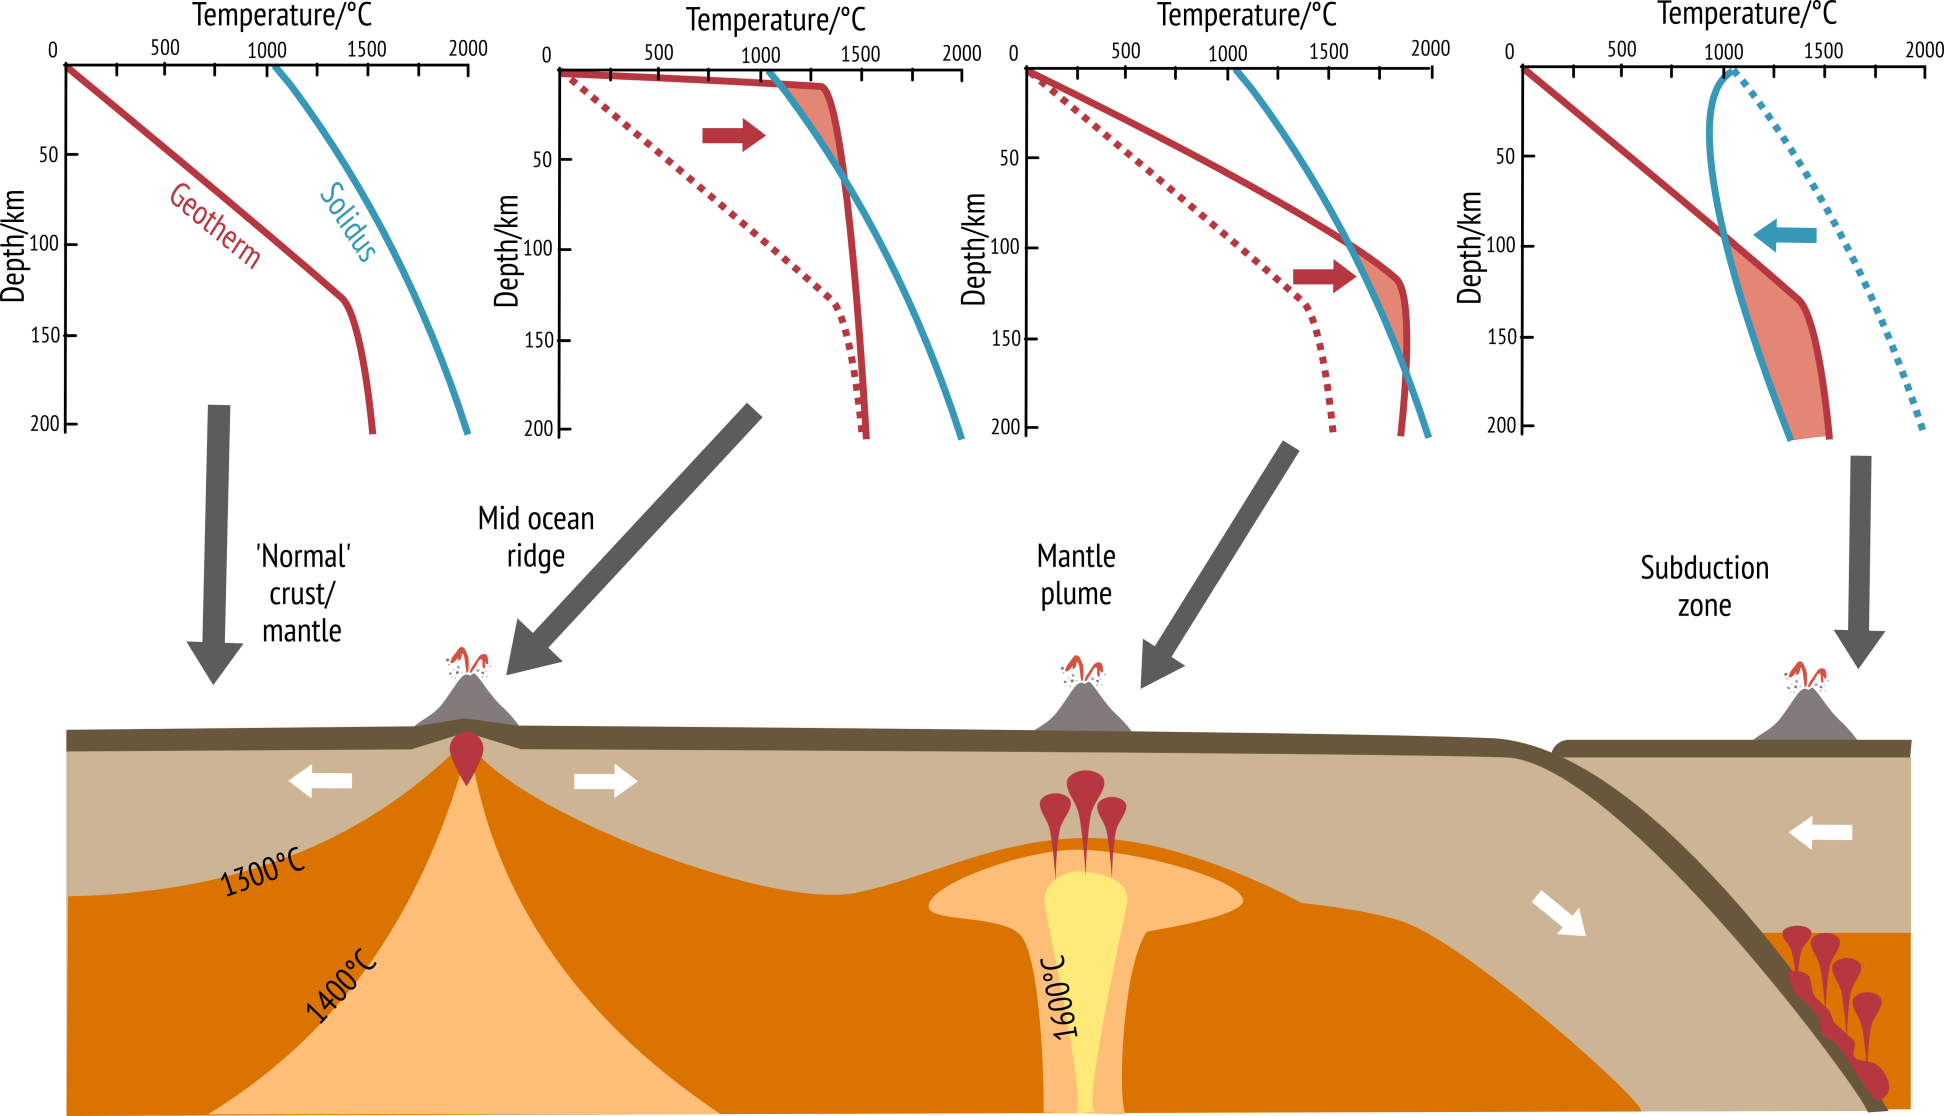 Temperature/°C
0 500 1000 1500 2000
50
100
150
200
Depth/km
Geotherm
Solidus
Temperature/°C
0 500 1000 1500 2000
50
100
150
200
Depth/km
Temperature/°C
0 500 1000 1500 2000
50
100
150
200
Depth/km
Temperature/°C
0 500 1000 1500 2000
50
100
150
200
Depth/km
'Normal'
crust/
mantle
Mid ocean
ridge
Mantle
plume
Subduction
zone
1300°C
1400°C
1600°C